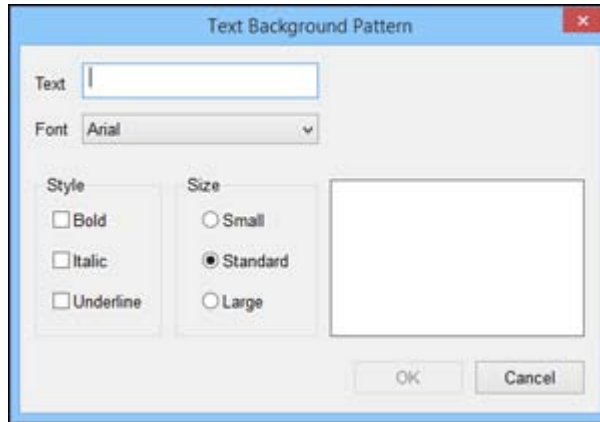 Text Background Pattern
Text
Font Arial
Style Size
Bold Small
Italic Standard
Underline Large
OK Cancel